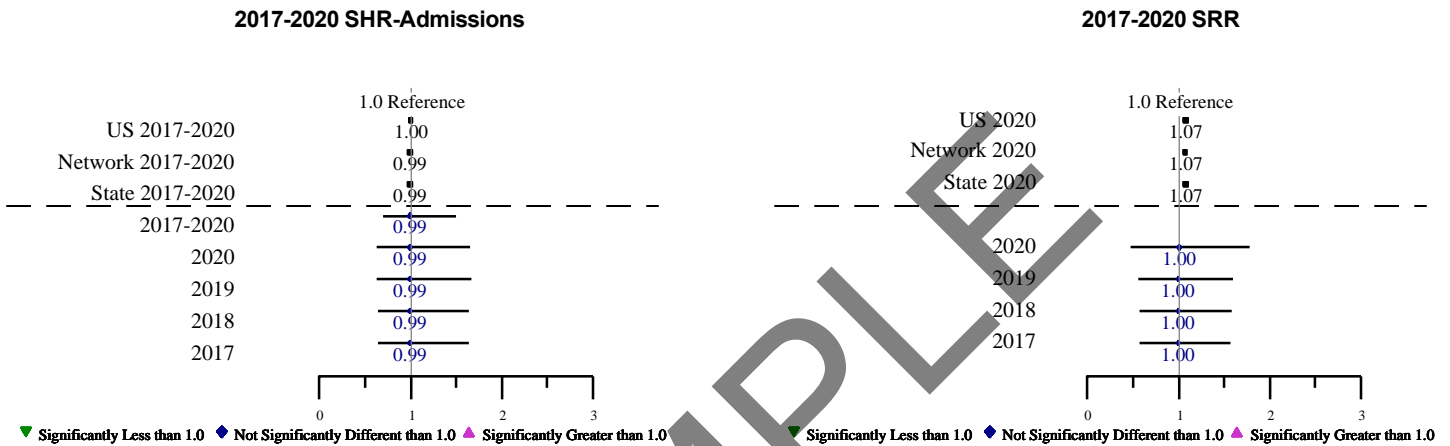 2017-2020 SHR-Admissions
1.0 Reference
US 2017-2020
1.00
Network 2017-2020
0.99
State 2017-2020
0.99
2017-2020
0.99
2020
0.99
2019
0.99
2018
0.99
2017
0.99
0 1 2 3
Significantly Less than 1.0 Not Significantly Different than 1.0 Significantly Greater than 1.0
2017-2020 SRR
1.0 Reference
US 2020
1.07
Network 2020
1.07
State 2020
1.07
2020
1.00
2019
1.00
2018
1.00
2017
1.00
0 1 2 3
Significantly Less than 1.0 Not Significantly Different than 1.0 Significantly Greater than 1.0
MPLE